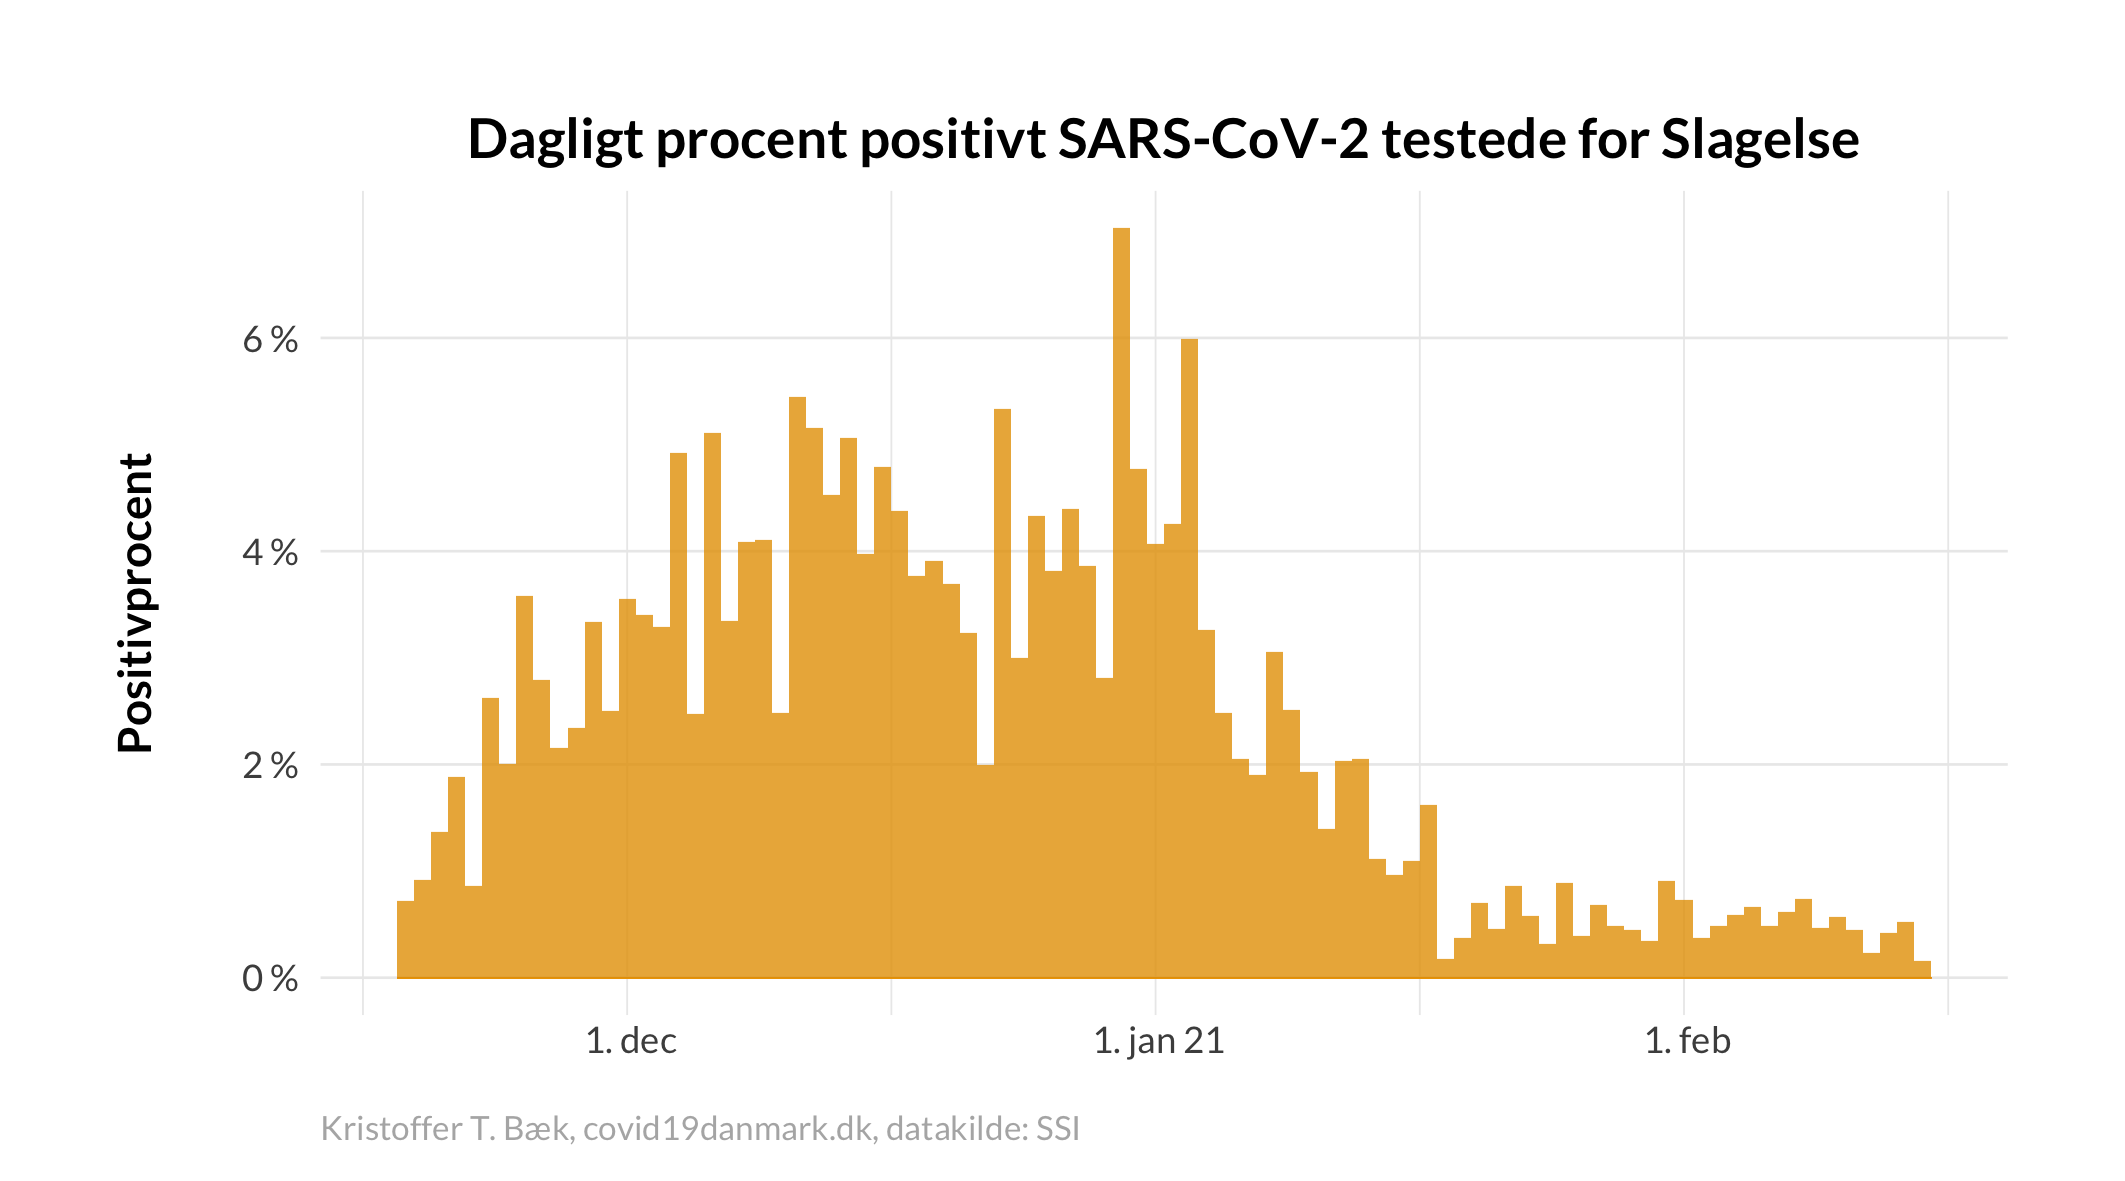 Dagligt procent positivt SARS-CoV-2 testede for Slagelse
Positivprocent
6 %
4 %
2 %
0 %
1. dec
1. jan 21
1. feb
Kristoffer T. Bæk, covid19danmark.dk, datakilde: SSI